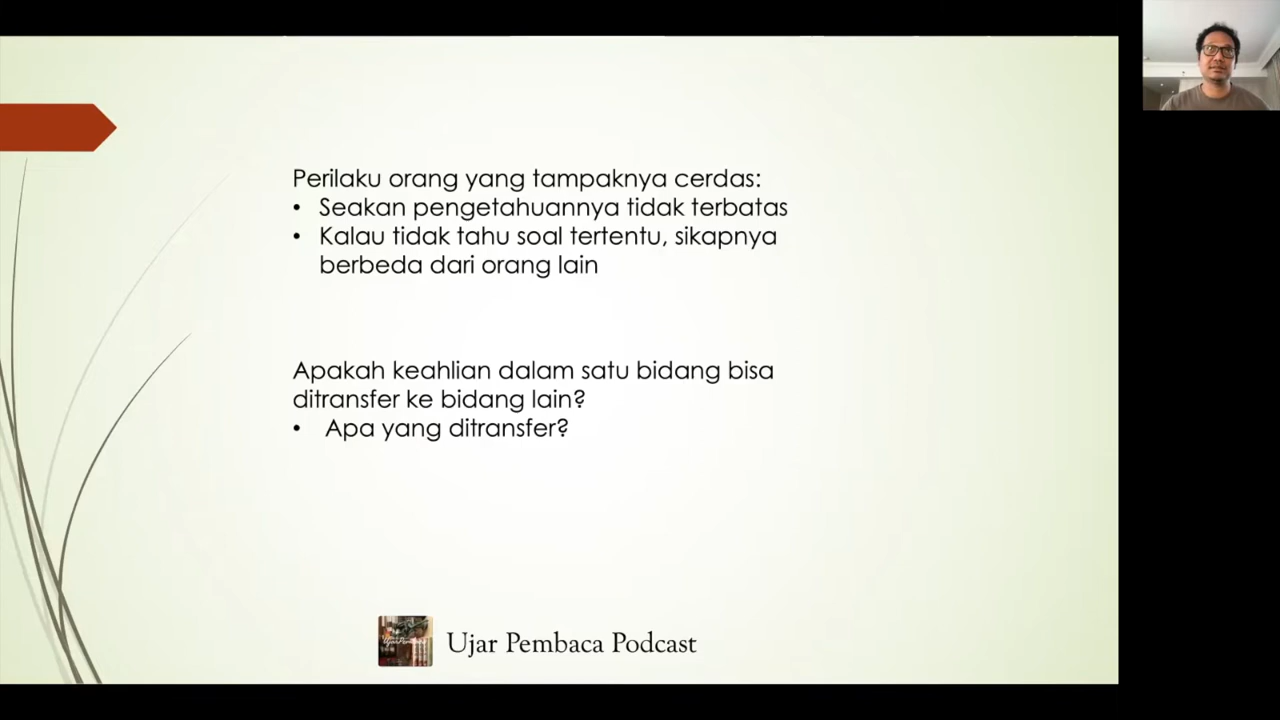 Perilaku orang yang tampaknya cerdas:
• Seakan pengetahuannya tidak terbatas
• Kalau tidak tahu soal tertentu, sikapnya
berbeda dari orang lain
Apakah keahlian dalam satu bidang bisa
ditransfer ke bidang lain?
• Apa yang ditransfer?
UjarPembaca
Ujar Pembaca Podcast